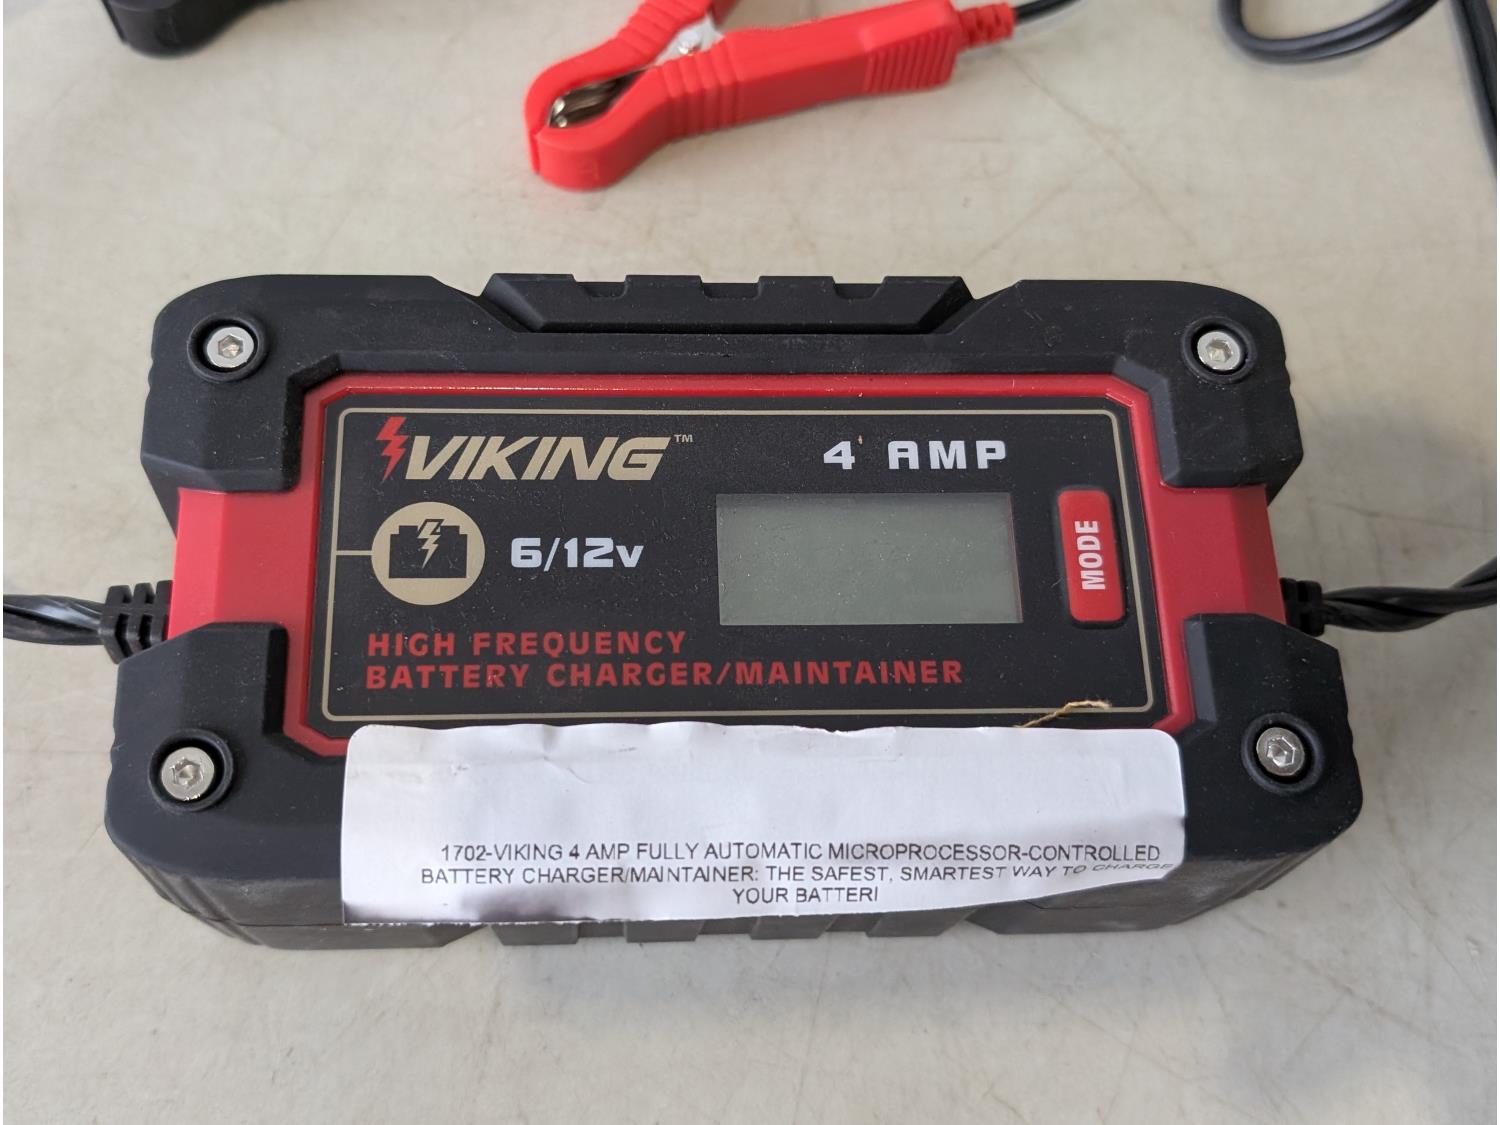 VIKING™
4 AMP
6/12v
MODE
HIGH FREQUENCY
BATTERY CHARGER/MAINTAINER
1702-VIKING 4 AMP FULLY AUTOMATIC MICROPROCESSOR-CONTROLLED
BATTERY CHARGER/MAINTAINER: THE SAFEST, SMARTEST WAY TO CHARGE
YOUR BATTERI